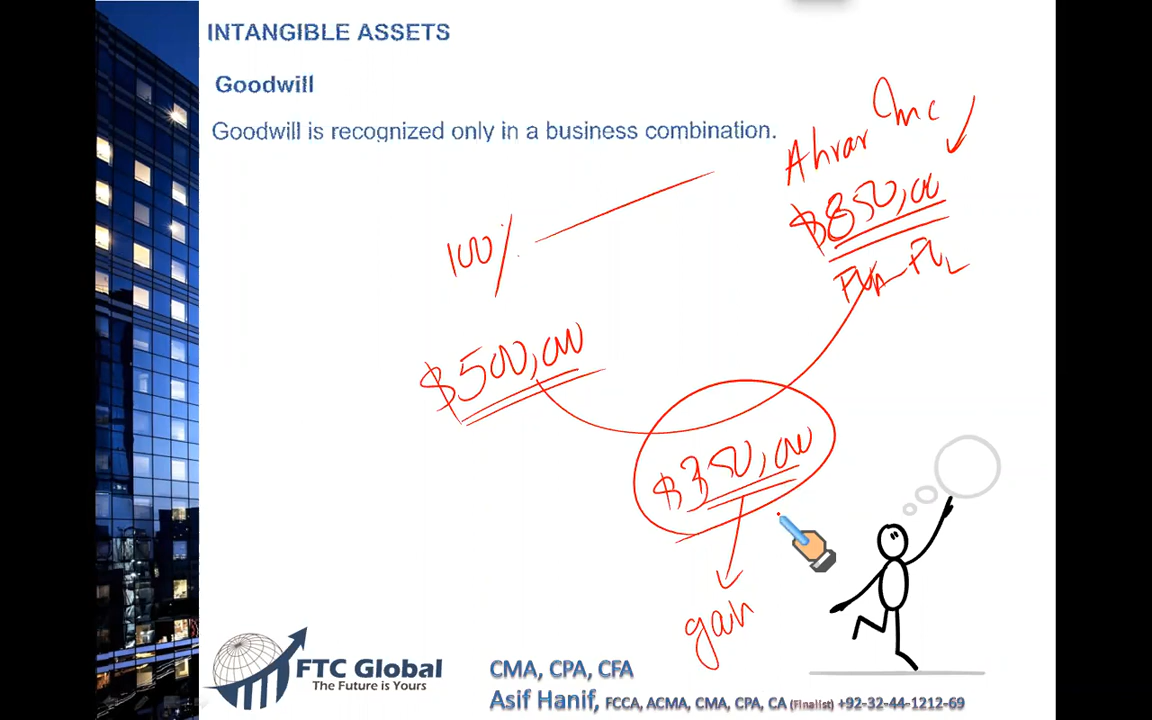 INTANGIBLE ASSETS
Goodwill
Goodwill is recognized only in a business combination.
Ahrar Inc
$850,00
FVA - FVL
100%
$500,000
$350,000
gain
FTC Global
The Future is Yours
CMA, CPA, CFA
Asif Hanif, FCCA, ACMA, CMA, CPA, CA (Finalist) +92-32-44-1212-69